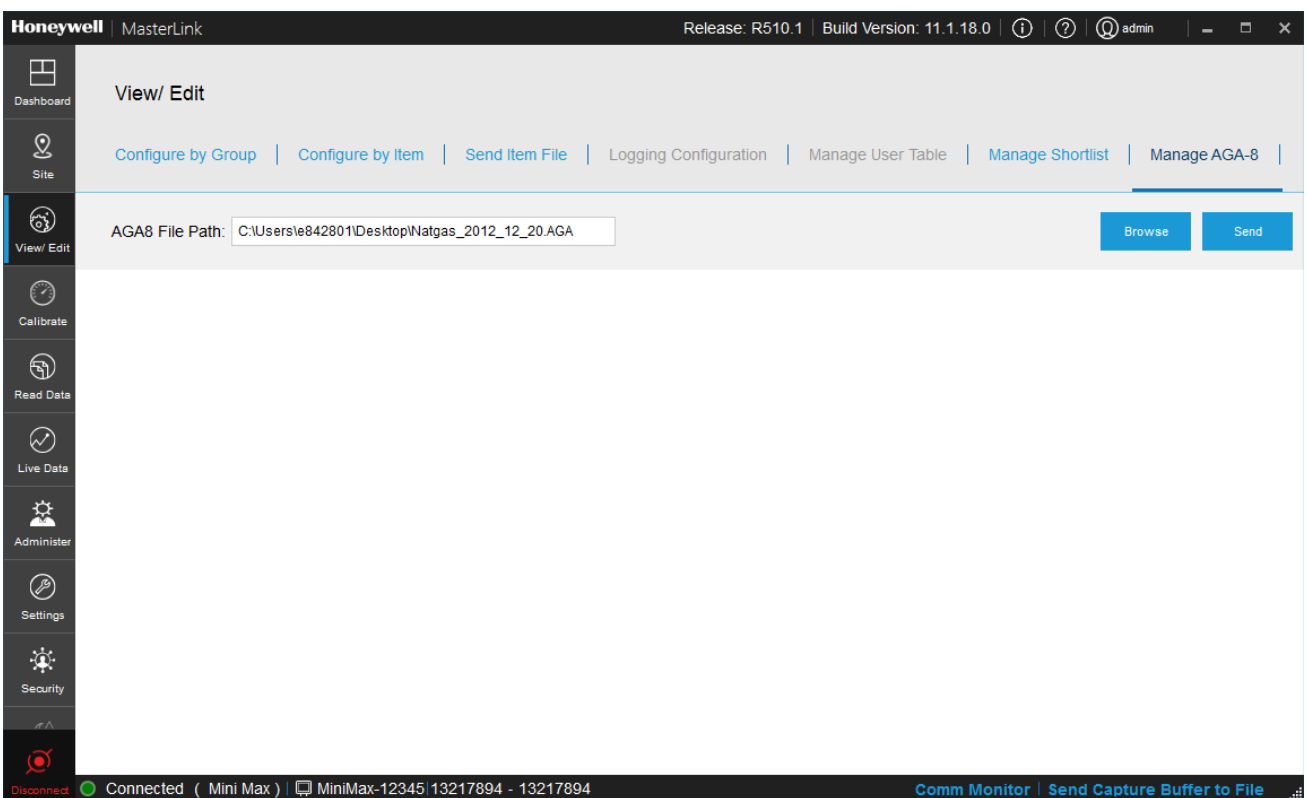 Honeywell | MasterLink Release: R510.1 | Build Version: 11.1.18.0 | admin
Dashboard
View/ Edit
Site
Configure by Group | Configure by Item | Send Item File | Logging Configuration | Manage User Table | Manage Shortlist | Manage AGA-8 |
View/ Edit
AGA8 File Path: C:\Users\e842801\Desktop\Natgas_2012_12_20.AGA Browse Send
Calibrate
Read Data
Live Data
Administer
Settings
Security
Disconnect
Connected ( Mini Max ) | MiniMax-12345|13217894 - 13217894 Comm Monitor | Send Capture Buffer to File